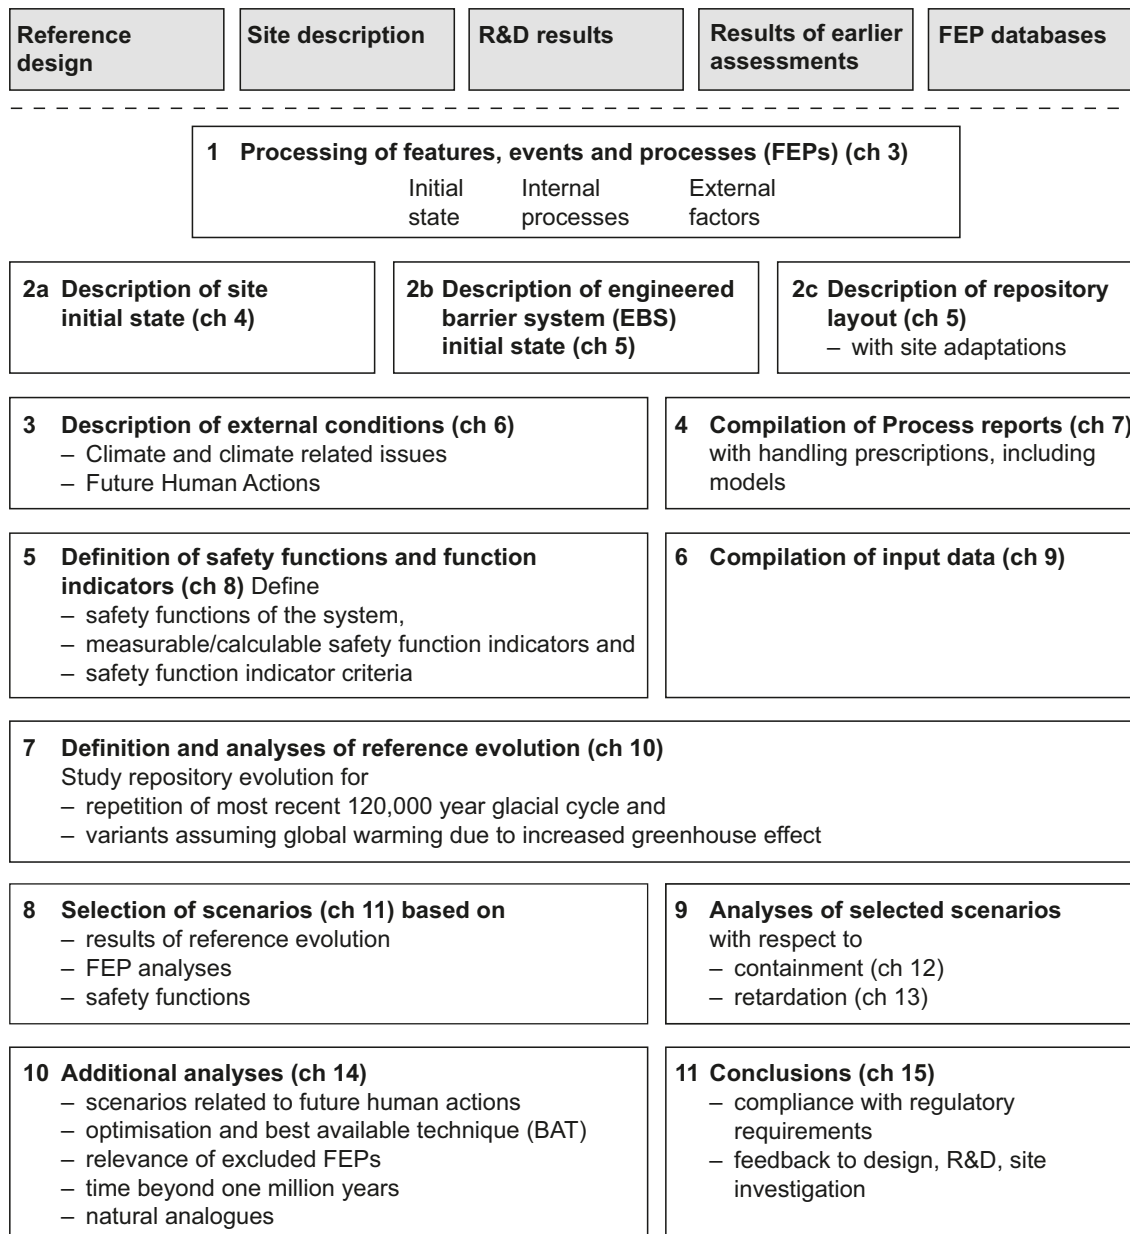 Reference
design
Site description
R&D results
Results of earlier
assessments
FEP databases
1 Processing of features, events and processes (FEPs) (ch 3)
Initial
state
Internal
processes
External
factors
2a Description of site
initial state (ch 4)
2b Description of engineered
barrier system (EBS)
initial state (ch 5)
2c Description of repository
layout (ch 5)
– with site adaptations
3 Description of external conditions (ch 6)
– Climate and climate related issues
– Future Human Actions
4 Compilation of Process reports (ch 7)
with handling prescriptions, including
models
5 Definition of safety functions and function
indicators (ch 8) Define
– safety functions of the system,
– measurable/calculable safety function indicators and
– safety function indicator criteria
6 Compilation of input data (ch 9)
7 Definition and analyses of reference evolution (ch 10)
Study repository evolution for
– repetition of most recent 120,000 year glacial cycle and
– variants assuming global warming due to increased greenhouse effect
8 Selection of scenarios (ch 11) based on
– results of reference evolution
– FEP analyses
– safety functions
9 Analyses of selected scenarios
with respect to
– containment (ch 12)
– retardation (ch 13)
10 Additional analyses (ch 14)
– scenarios related to future human actions
– optimisation and best available technique (BAT)
– relevance of excluded FEPs
– time beyond one million years
– natural analogues
11 Conclusions (ch 15)
– compliance with regulatory
requirements
– feedback to design, R&D, site
investigation